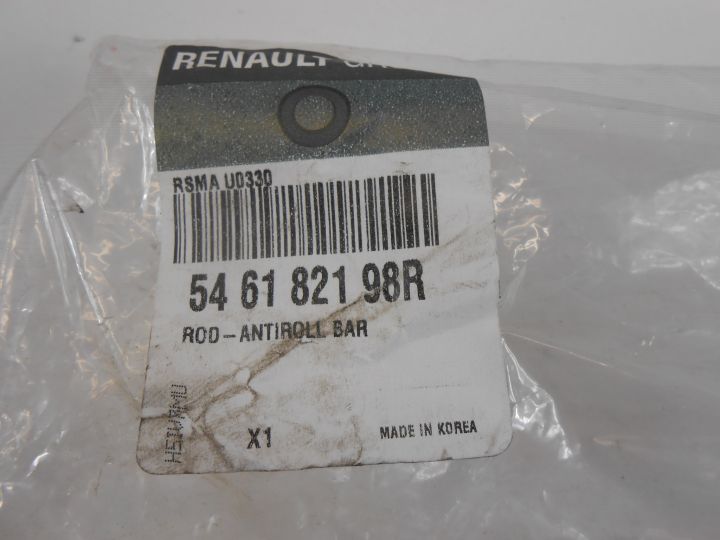 RENAULT
RSMA U0330
54 61 821 98R
ROD-ANTIROLL BAR
X1
MADE IN KOREA